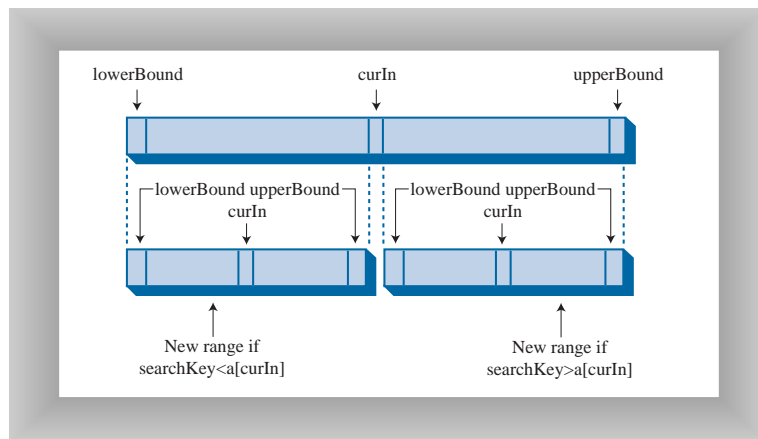 lowerBound curIn upperBound
lowerBound upperBound lowerBound upperBound
curIn curIn
New range if New range if
searchKey<a[curIn] searchKey>a[curIn]